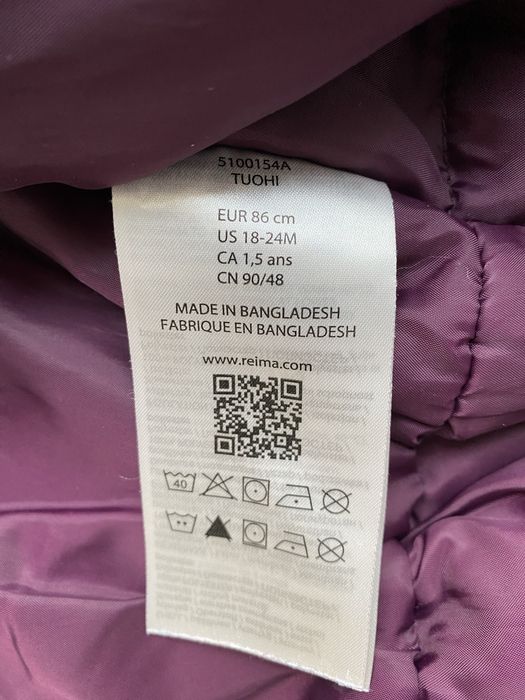 5100154A
TUOHI
EUR 86 cm
US 18-24M
CA 1,5 ans
CN 90/48
MADE IN BANGLADESH
FABRIQUE EN BANGLADESH
www.reima.com
40